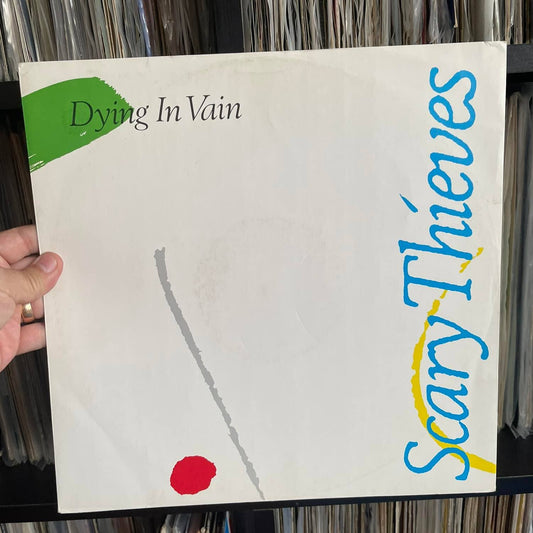 Dying In Vain
Scary Thieves